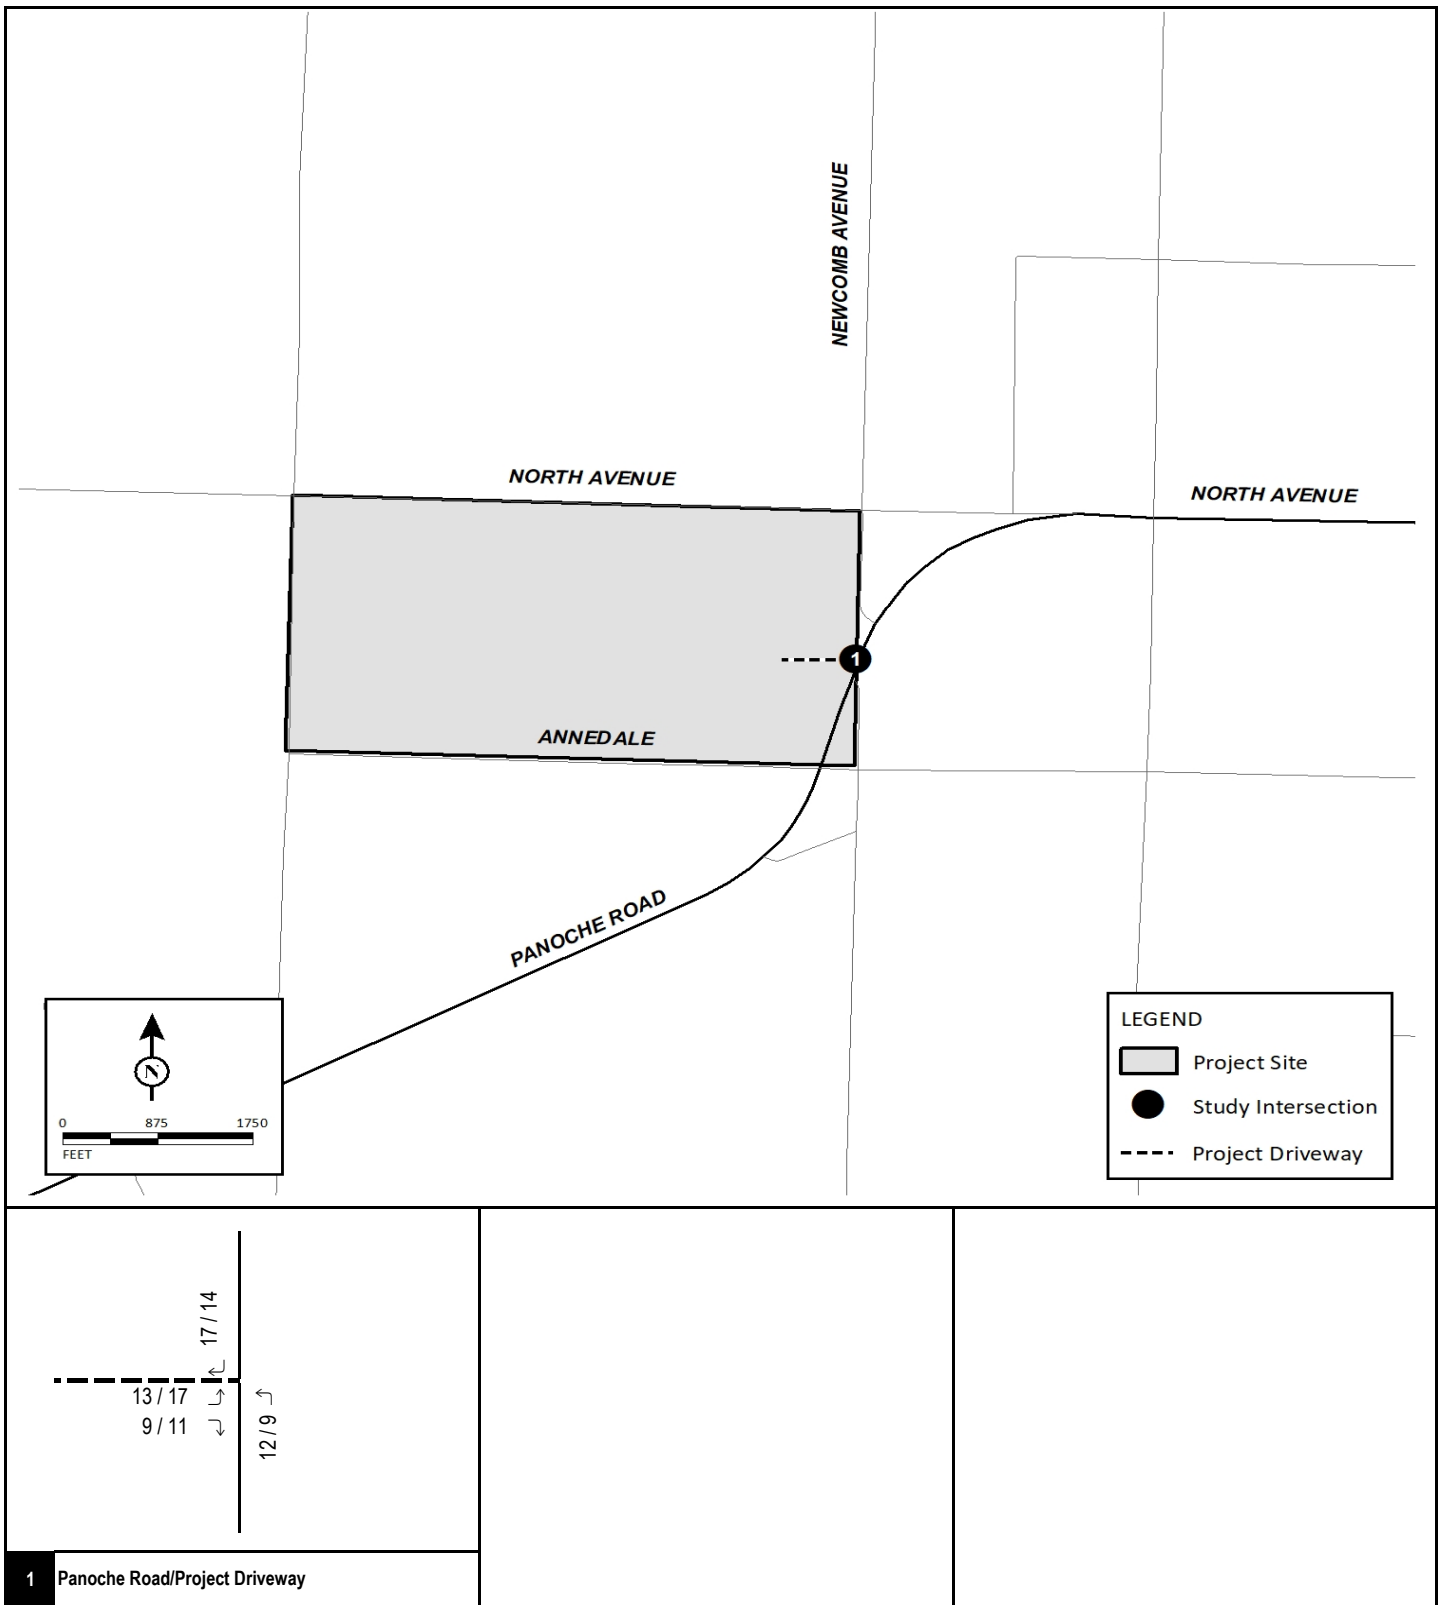 NEWCOMB AVENUE
NORTH AVENUE
NORTH AVENUE
1
ANNEDALE
PANOCHE ROAD
N
0 875 1750
FEET
LEGEND
Project Site
Study Intersection
Project Driveway
17 / 14
13 / 17
9 / 11
12 / 9
1 Panoche Road/Project Driveway